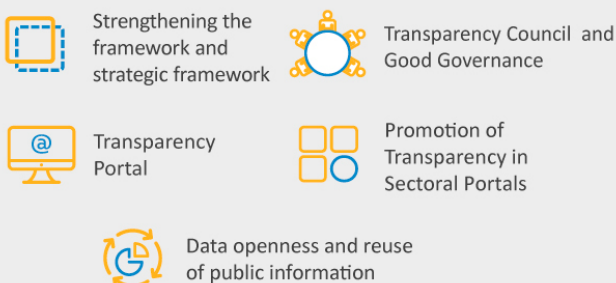 Strengthening the
framework and
strategic framework
Transparency Council and
Good Governance
@
Transparency
Portal
Promotion of
Transparency in
Sectoral Portals
Data openness and reuse
of public information